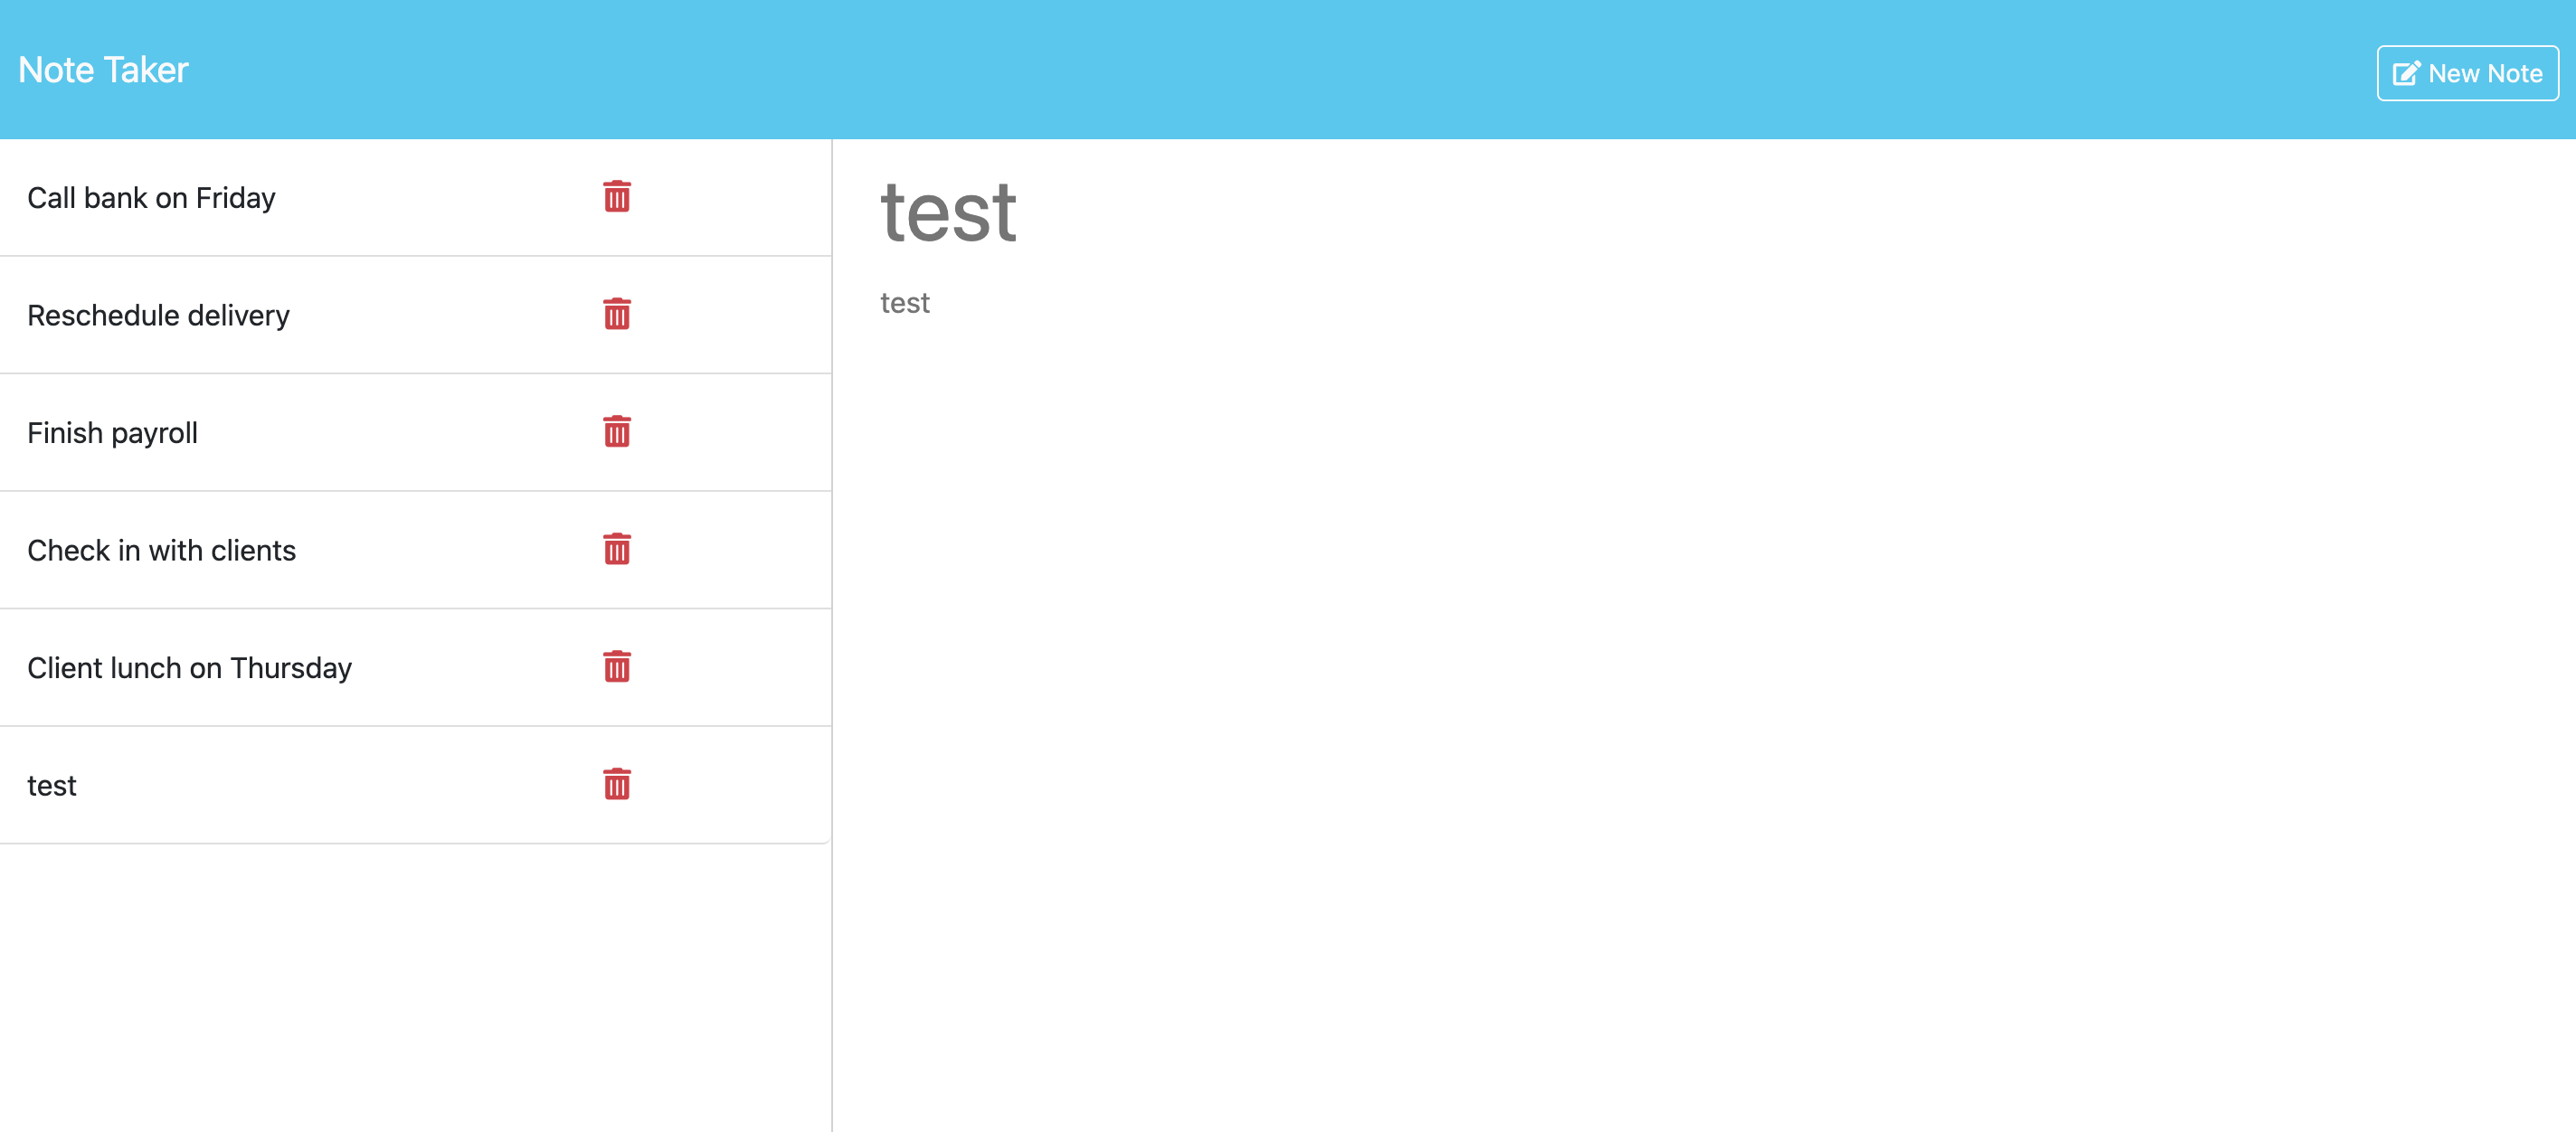 Note Taker
New Note
Call bank on Friday
Reschedule delivery
Finish payroll
Check in with clients
Client lunch on Thursday
test
test
test